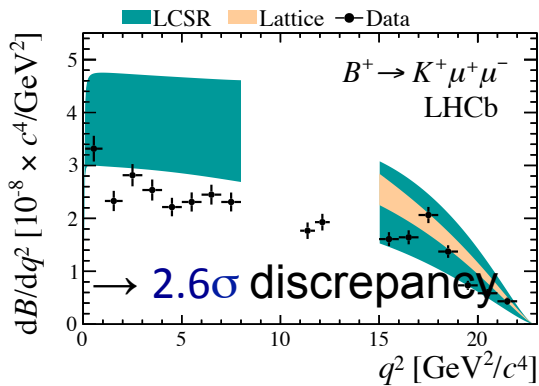 LCSR Lattice Data
B⁺ → K⁺μ⁺μ⁻
LHCb
dB/dq² [10⁻⁸ × c⁴/GeV²]
5
4
3
2
1
0
→ 2.6σ discrepancy
0 5 10 15 20
q² [GeV²/c⁴]